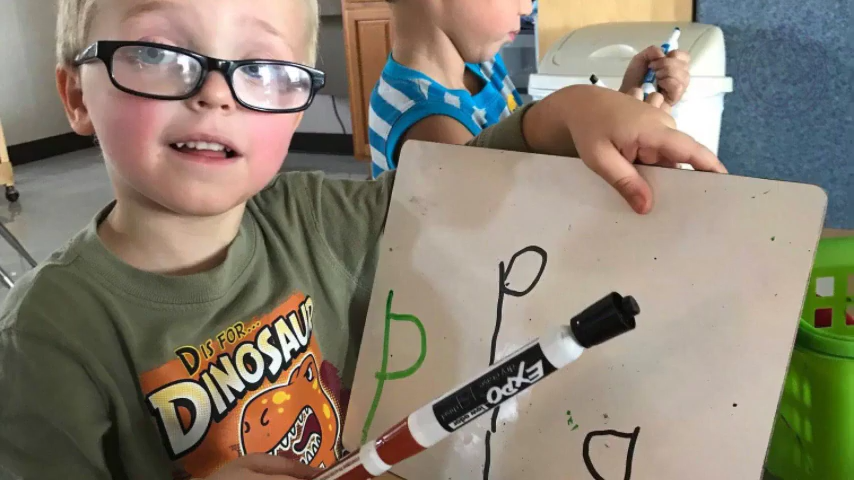 D IS FOR...
DINOSAUR
p
p
EXPO